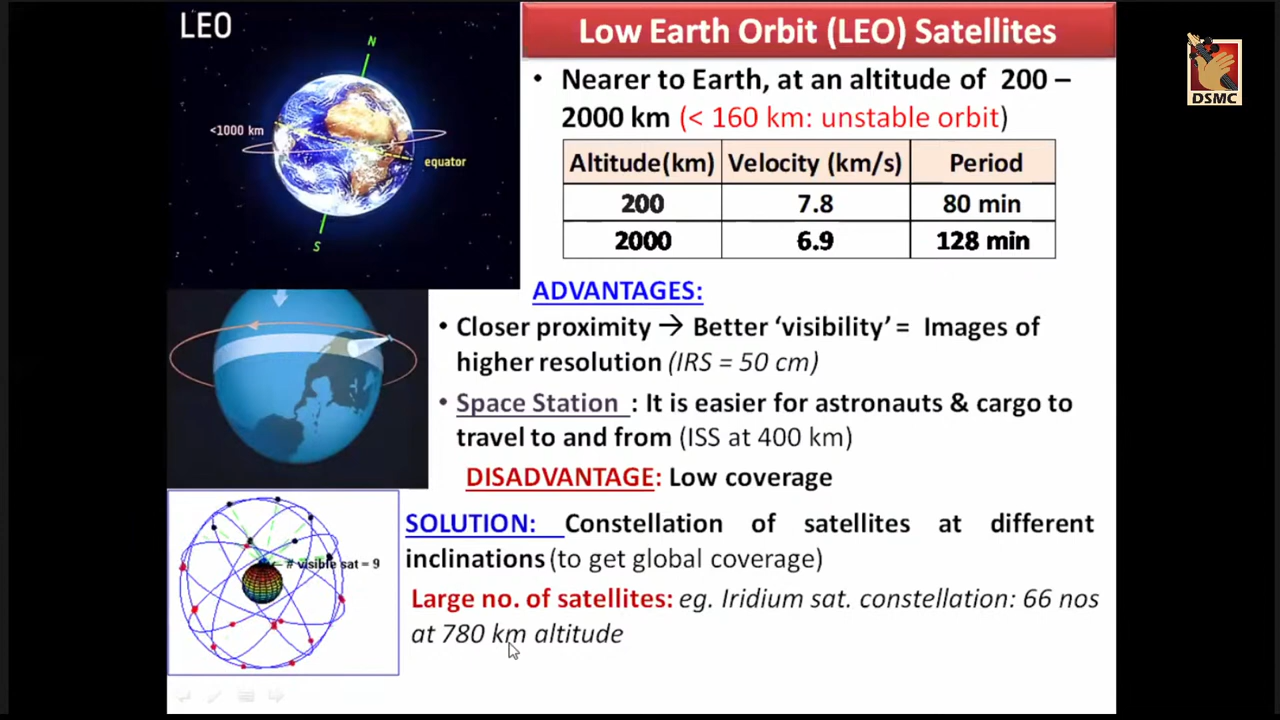 LEO
N
<1000 km
equator
S
Low Earth Orbit (LEO) Satellites
• Nearer to Earth, at an altitude of 200 –
2000 km (< 160 km: unstable orbit)
Altitude(km) Velocity (km/s) Period
200 7.8 80 min
2000 6.9 128 min
ADVANTAGES:
• Closer proximity → Better ‘visibility’ = Images of
higher resolution (IRS = 50 cm)
• Space Station : It is easier for astronauts & cargo to
travel to and from (ISS at 400 km)
DISADVANTAGE: Low coverage
SOLUTION: Constellation of satellites at different
inclinations (to get global coverage)
# visible sat = 9
Large no. of satellites: eg. Iridium sat. constellation: 66 nos
at 780 km altitude
DSMC